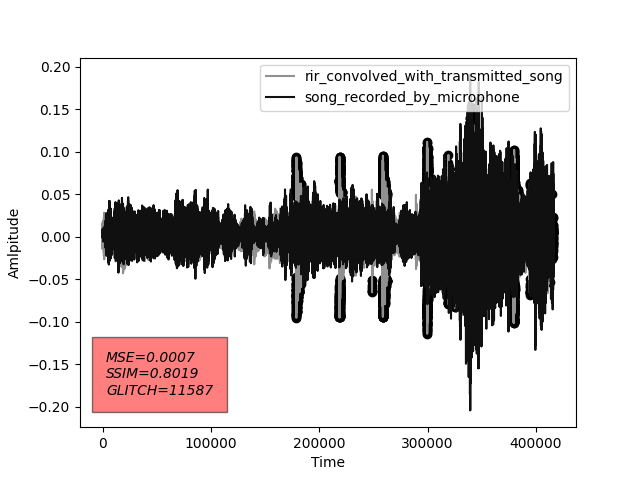 rir_convolved_with_transmitted_song
song_recorded_by_microphone
0.20
0.15
0.10
0.05
0.00
−0.05
−0.10
−0.15
−0.20
Amlpitude
MSE=0.0007
SSIM=0.8019
GLITCH=11587
0 100000 200000 300000 400000
Time